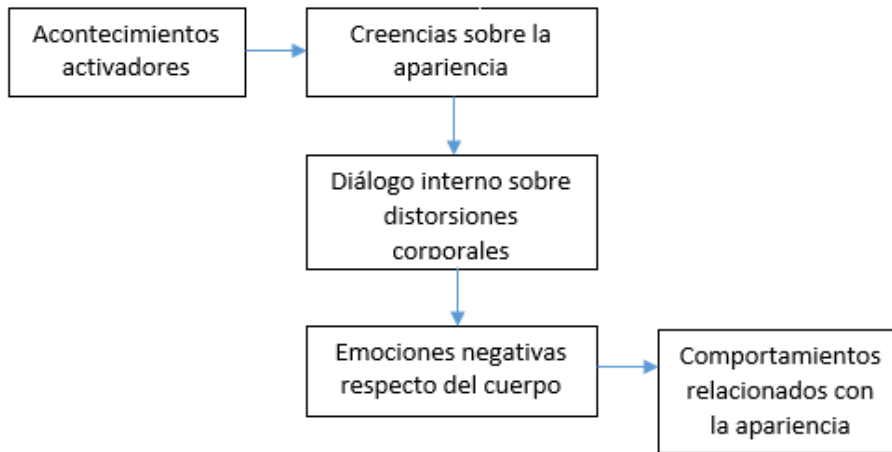 Acontecimientos
activadores
Creencias sobre la
apariencia
Diálogo interno sobre
distorsiones
corporales
Emociones negativas
respecto del cuerpo
Comportamientos
relacionados con
la apariencia